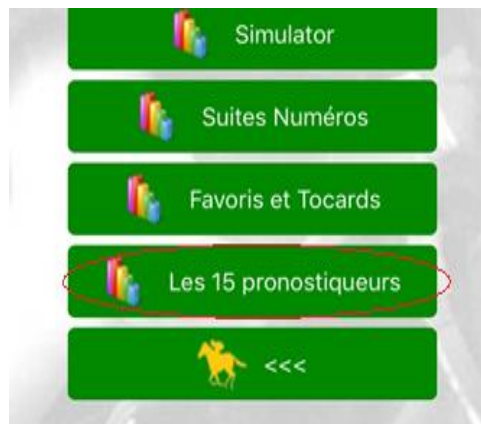 Simulator
Suites Numéros
Favoris et Tocards
Les 15 pronostiqueurs
<<<